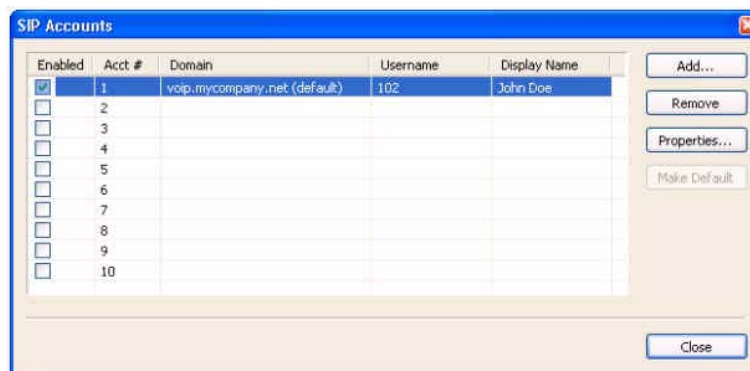 SIP Accounts
Enabled Acct # Domain Username Display Name
1 voip.mycompany.net (default) 102 John Doe
2
3
4
5
6
7
8
9
10
Add...
Remove
Properties...
Make Default
Close